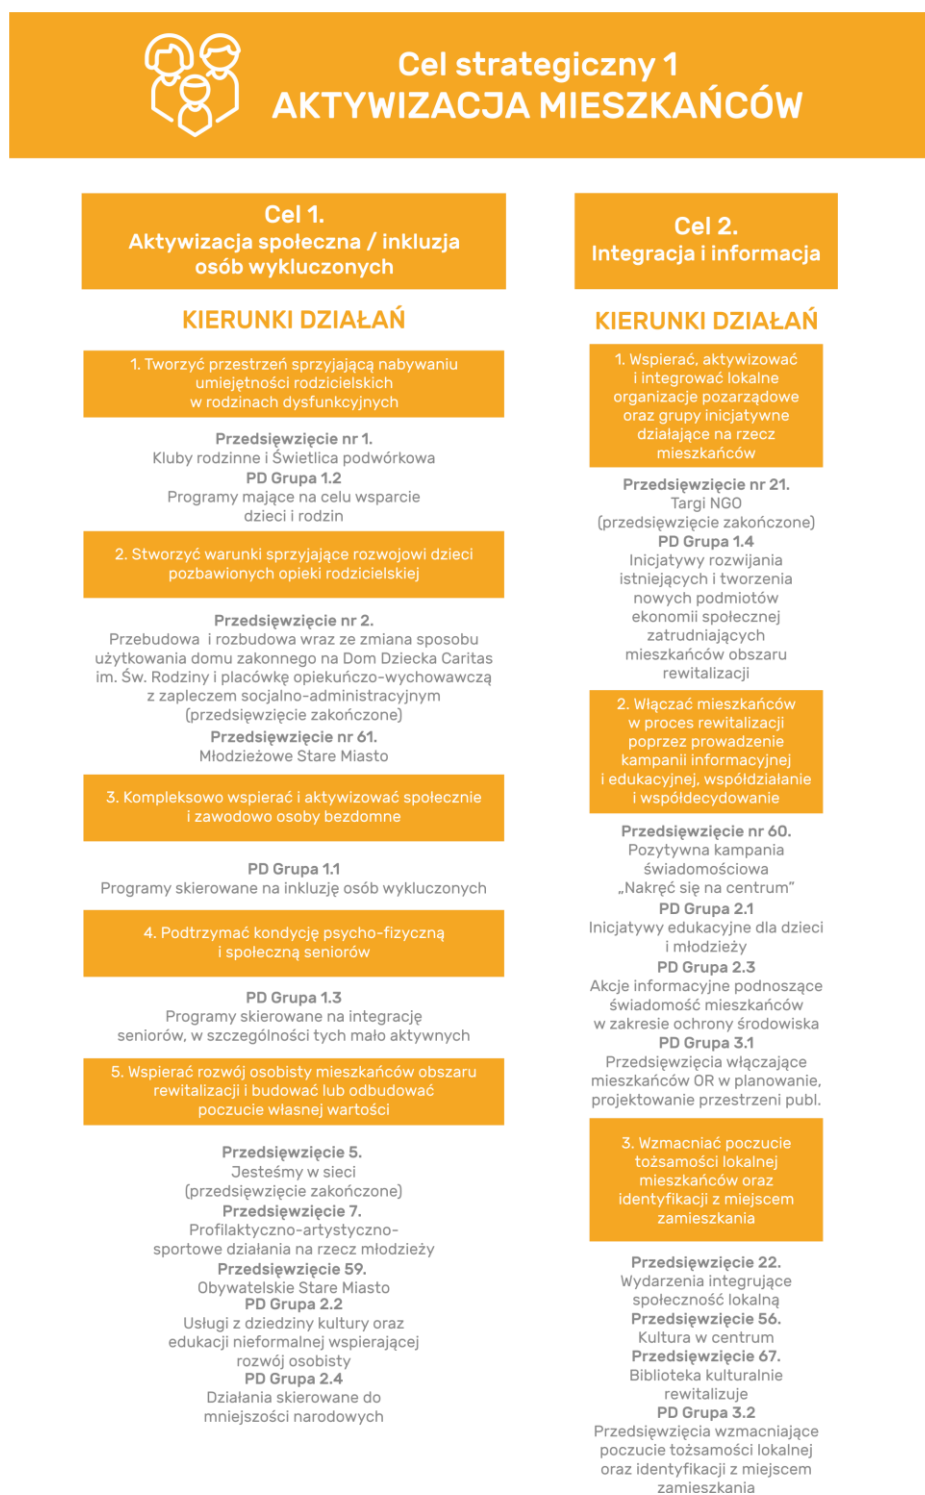 Cel strategiczny 1
AKTYWIZACJA MIESZKAŃCÓW
Cel 1.
Aktywizacja społeczna / inkluzja
osób wykluczonych
KIERUNKI DZIAŁAŃ
1. Tworzyć przestrzeń sprzyjającą nabywaniu
umiejętności rodzicielskich
w rodzinach dysfunkcyjnych
Przedsięwzięcie nr 1.
Kluby rodzinne i Świetlica podwórkowa
PD Grupa 1.2
Programy mające na celu wsparcie
dzieci i rodzin
2. Stworzyć warunki sprzyjające rozwojowi dzieci
pozbawionych opieki rodzicielskiej
Przedsięwzięcie nr 2.
Przebudowa i rozbudowa wraz ze zmiana sposobu
użytkowania domu zakonnego na Dom Dziecka Caritas
im. Św. Rodziny i placówkę opiekuńczo-wychowawczą
z zapleczem socjalno-administracyjnym
(przedsięwzięcie zakończone)
Przedsięwzięcie nr 61.
Młodzieżowe Stare Miasto
3. Kompleksowo wspierać i aktywizować społecznie
i zawodowo osoby bezdomne
PD Grupa 1.1
Programy skierowane na inkluzję osób wykluczonych
4. Podtrzymać kondycję psycho-fizyczną
i społeczną seniorów
PD Grupa 1.3
Programy skierowane na integrację
seniorów, w szczególności tych mało aktywnych
5. Wspierać rozwój osobisty mieszkańców obszaru
rewitalizacji i budować lub odbudować
poczucie własnej wartości
Przedsięwzięcie 5.
Jesteśmy w sieci
(przedsięwzięcie zakończone)
Przedsięwzięcie 7.
Profilaktyczno-artystyczno-
sportowe działania na rzecz młodzieży
Przedsięwzięcie 59.
Obywatelskie Stare Miasto
PD Grupa 2.2
Usługi z dziedziny kultury oraz
edukacji nieformalnej wspierającej
rozwój osobisty
PD Grupa 2.4
Działania skierowane do
mniejszości narodowych
Cel 2.
Integracja i informacja
KIERUNKI DZIAŁAŃ
1. Wspierać, aktywizować
i integrować lokalne
organizacje pozarządowe
oraz grupy inicjatywne
działające na rzecz
mieszkańców
Przedsięwzięcie nr 21.
Targi NGO
(przedsięwzięcie zakończone)
PD Grupa 1.4
Inicjatywy rozwijania
istniejących i tworzenia
nowych podmiotów
ekonomii społecznej
zatrudniających
mieszkańców obszaru
rewitalizacji
2. Włączać mieszkańców
w proces rewitalizacji
poprzez prowadzenie
kampanii informacyjnej
i edukacyjnej, współdziałanie
i współdecydowanie
Przedsięwzięcie nr 60.
Pozytywna kampania
świadomościowa
„Nakręć się na centrum”
PD Grupa 2.1
Inicjatywy edukacyjne dla dzieci
i młodzieży
PD Grupa 2.3
Akcje informacyjne podnoszące
świadomość mieszkańców
w zakresie ochrony środowiska
PD Grupa 3.1
Przedsięwzięcia włączające
mieszkańców OR w planowanie,
projektowanie przestrzeni publ.
3. Wzmacniać poczucie
tożsamości lokalnej
mieszkańców oraz
identyfikacji z miejscem
zamieszkania
Przedsięwzięcie 22.
Wydarzenia integrujące
społeczność lokalną
Przedsięwzięcie 56.
Kultura w centrum
Przedsięwzięcie 67.
Biblioteka kulturalnie
rewitalizuje
PD Grupa 3.2
Przedsięwzięcia wzmacniające
poczucie tożsamości lokalnej
oraz identyfikacji z miejscem
zamieszkania